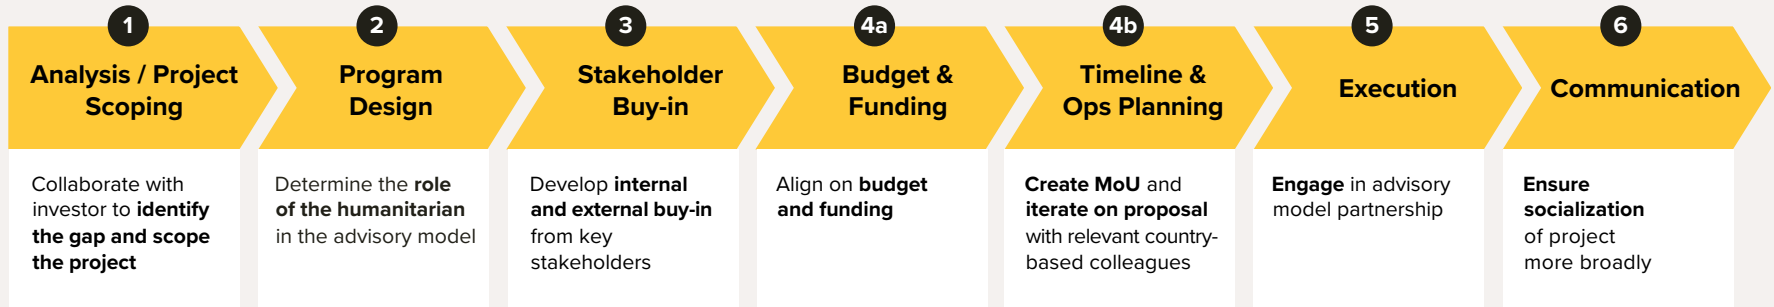 1
Analysis / Project
Scoping
Collaborate with
investor to identify
the gap and scope
the project
2
Program
Design
Determine the role
of the humanitarian
in the advisory model
3
Stakeholder
Buy-in
Develop internal
and external buy-in
from key
stakeholders
4a
Budget &
Funding
Align on budget
and funding
4b
Timeline &
Ops Planning
Create MoU and
iterate on proposal
with relevant country-
based colleagues
5
Execution
Engage in advisory
model partnership
6
Communication
Ensure
socialization
of project
more broadly